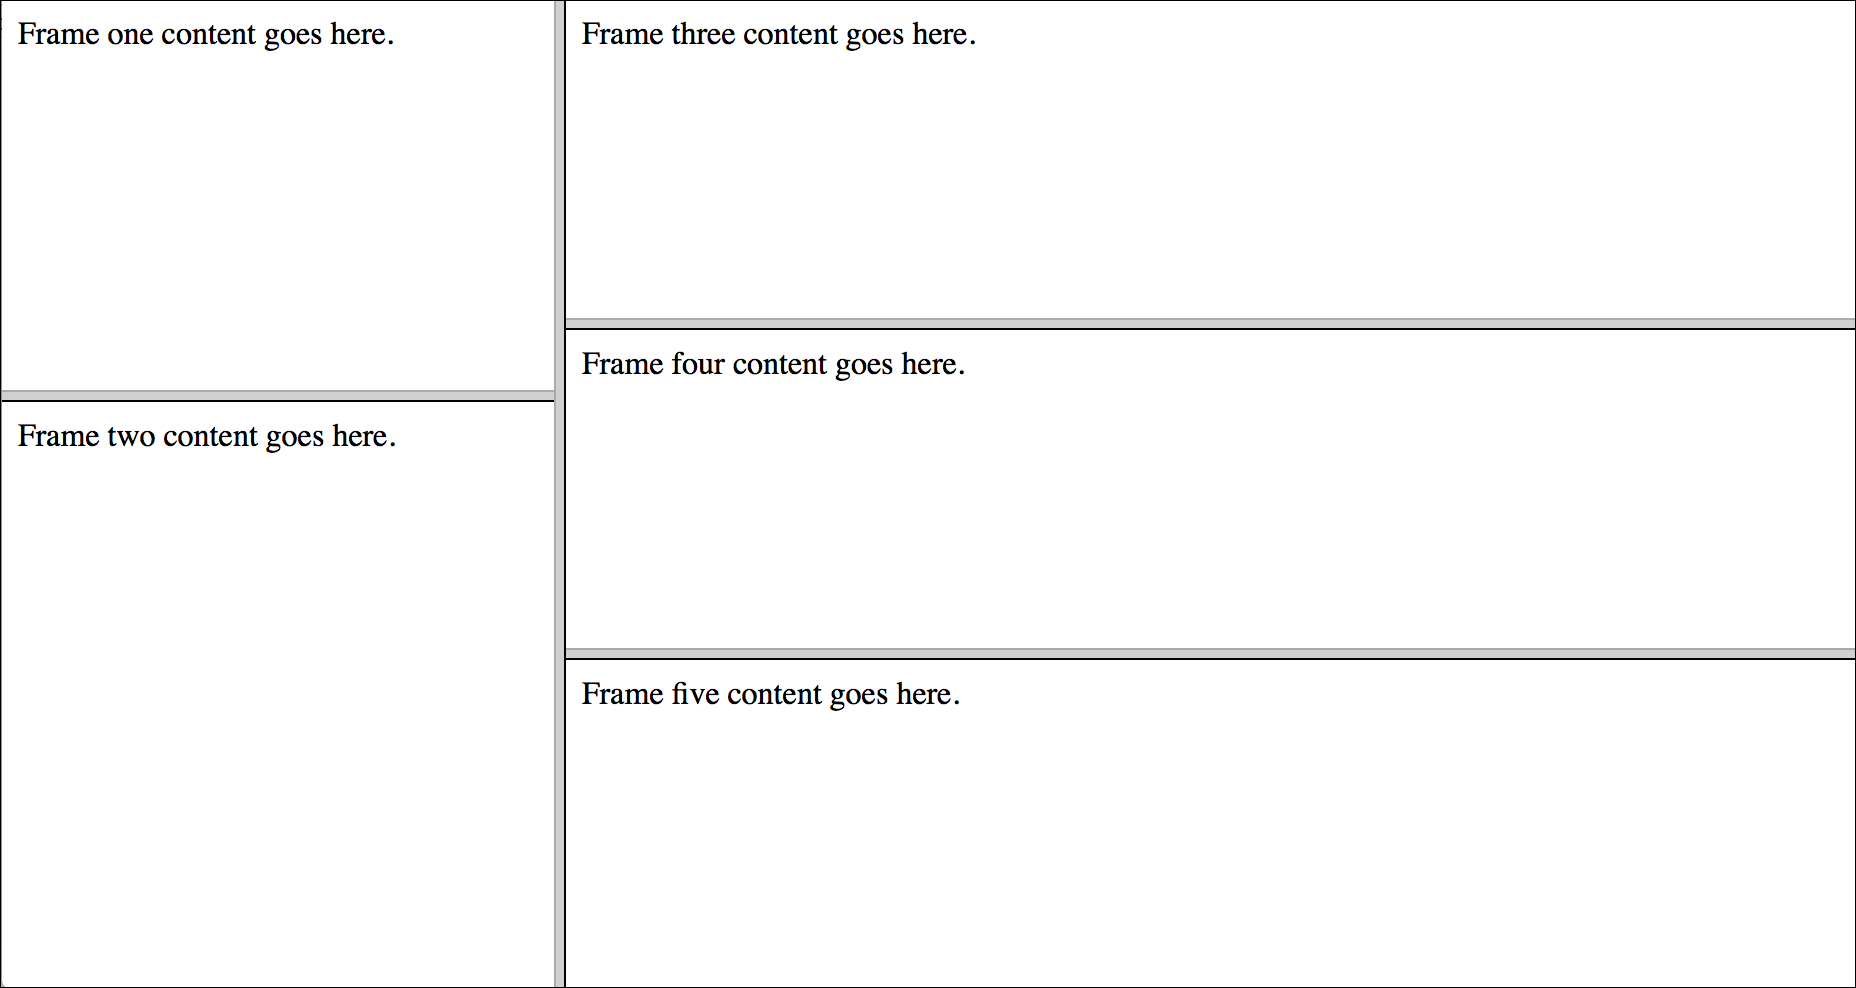 Frame one content goes here.
Frame two content goes here.
Frame three content goes here.
Frame four content goes here.
Frame five content goes here.